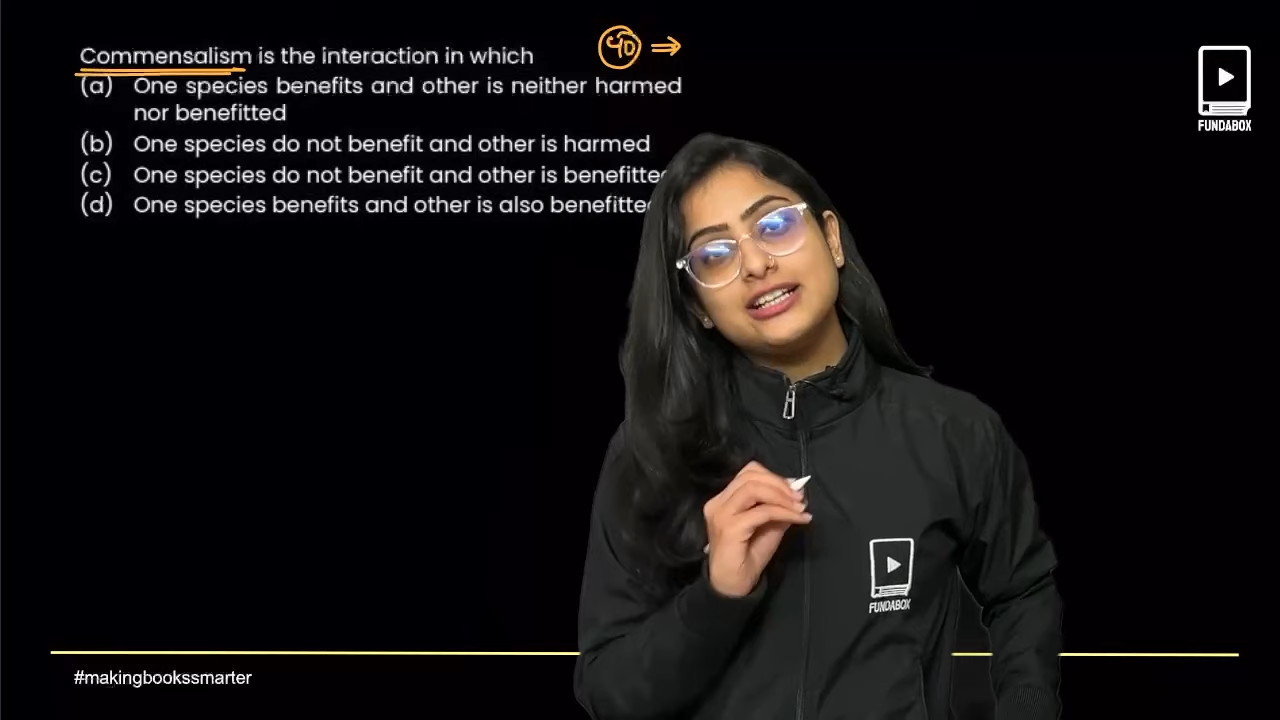 Commensalism is the interaction in which
40 ⇒
(a) One species benefits and other is neither harmed
nor benefitted
(b) One species do not benefit and other is harmed
(c) One species do not benefit and other is
(d) One species benefits and other is also
FUNDABOX
FUNDABOX
#makingbookssmarter